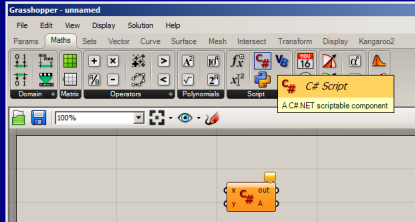 Grasshopper - unnamed
File Edit View Display Solution Help
Params Maths Sets Vector Curve Surface Mesh Intersect Transform Display Kangaroo2
Domain + Matrix Operators + Polynomials Script
C# Script
A C#.NET scriptable component
100%
x C# out
y A